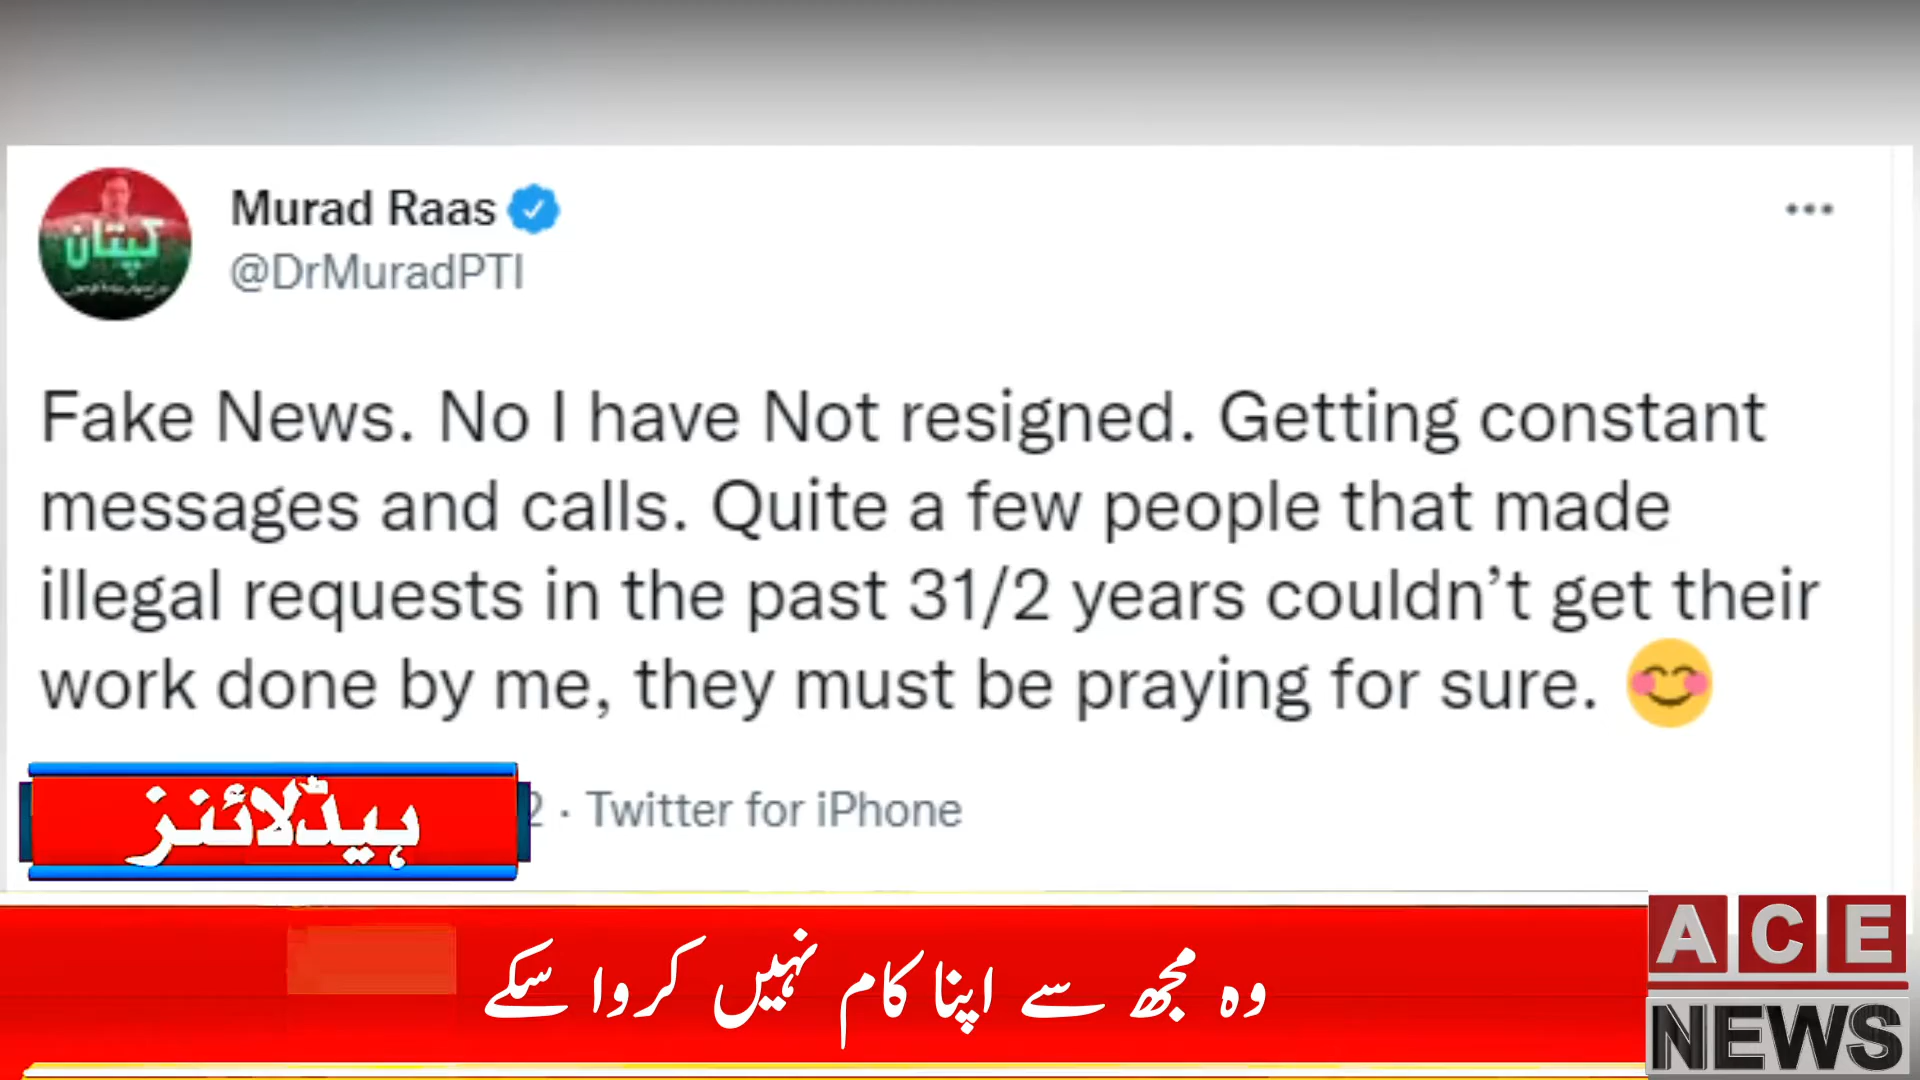 کپتان
Murad Raas
@DrMuradPTI
Fake News. No I have Not resigned. Getting constant
messages and calls. Quite a few people that made
illegal requests in the past 31/2 years couldn’t get their
work done by me, they must be praying for sure. 😊
2 · Twitter for iPhone
ہیڈلائنز
وہ مجھ سے اپنا کام نہیں کروا سکے
ACE
NEWS